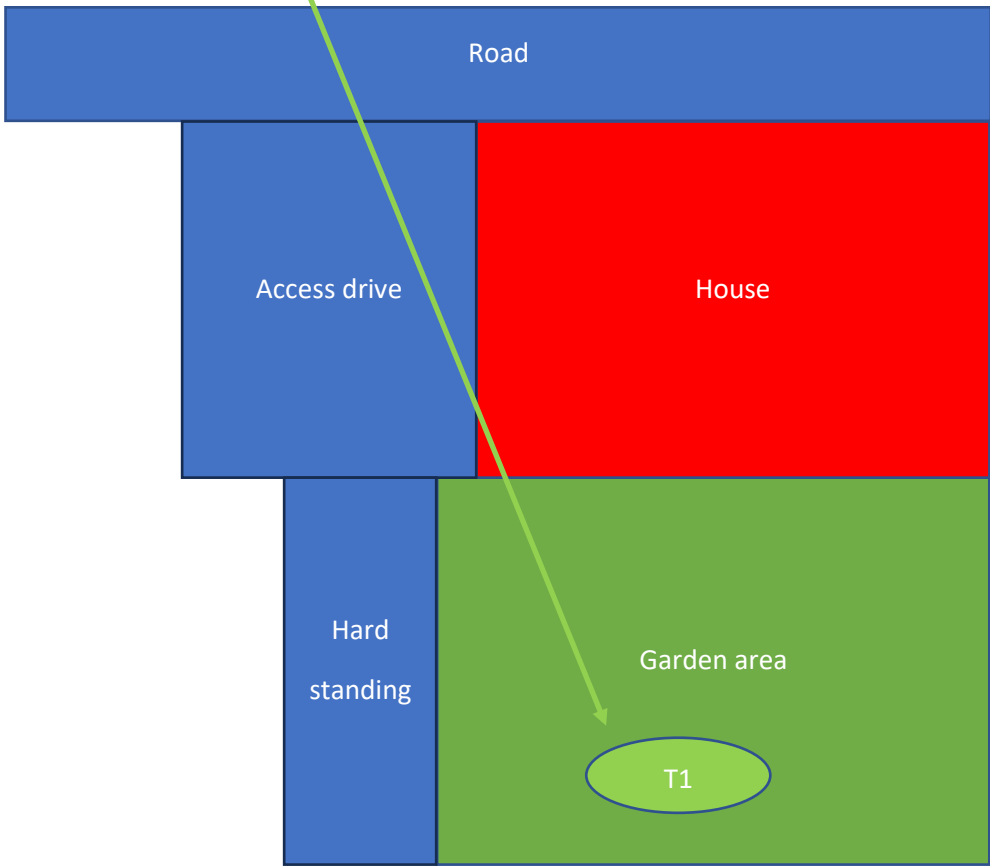 Road
Access drive
House
Hard
standing
Garden area
T1